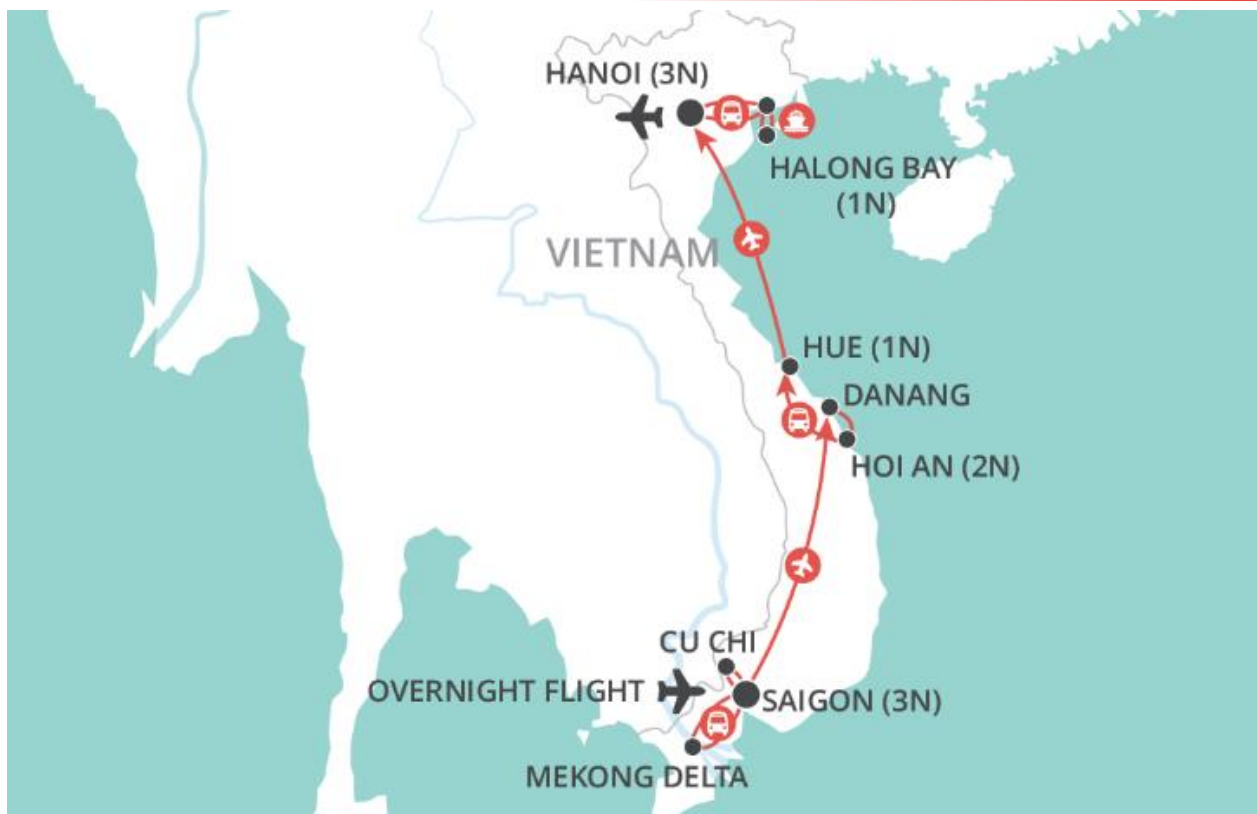 HANOI (3N)
HALONG BAY
(1N)
VIETNAM
HUE (1N)
DANANG
HOI AN (2N)
CU CHI
OVERNIGHT FLIGHT
SAIGON (3N)
MEKONG DELTA